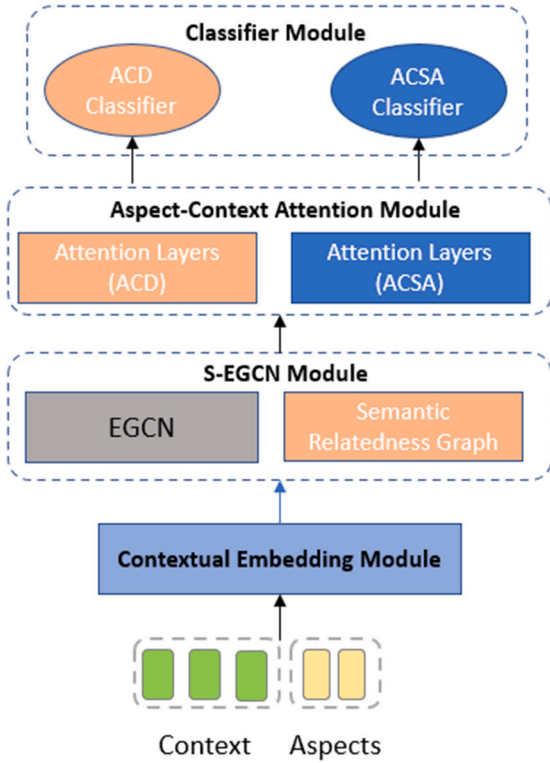 Classifier Module
ACD
Classifier
ACSA
Classifier
Aspect-Context Attention Module
Attention Layers
(ACD)
Attention Layers
(ACSA)
S-EGCN Module
EGCN
Semantic
Relatedness Graph
Contextual Embedding Module
Context
Aspects